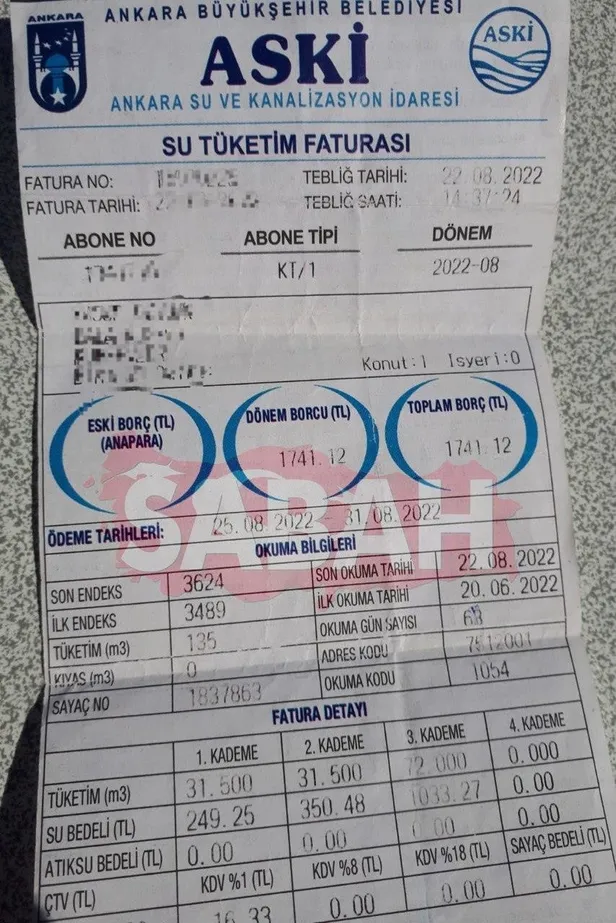 ANKARA
ANKARA BÜYÜKŞEHİR BELEDİYESİ
ASKİ
ASKİ
ANKARA SU VE KANALİZASYON İDARESİ
SU TÜKETİM FATURASI
FATURA NO: TEBLİĞ TARİHİ: 22.08.2022
FATURA TARİHİ: TEBLİĞ SAATİ: 14:37:24
ABONE NO ABONE TİPİ DÖNEM
KT/1 2022-08
Konut:1 Isyeri:0
ESKİ BORÇ (TL) DÖNEM BORCU (TL) TOPLAM BORÇ (TL)
(ANAPARA)
1741.12 1741.12
SABAH
ÖDEME TARİHLERİ: 25.08.2022 - 31.08.2022
OKUMA BİLGİLERİ
SON ENDEKS 3624 SON OKUMA TARİHİ 22.08.2022
İLK ENDEKS 3489 İLK OKUMA TARİHİ 20.06.2022
TÜKETİM (m3) 135 OKUMA GÜN SAYISI 63
KIYAS (m3) 0 ADRES KODU 7512001
SAYAÇ NO 1837863 OKUMA KODU 1054
FATURA DETAYI
1. KADEME 2. KADEME 3. KADEME 4. KADEME
TÜKETİM (m3) 31.500 31.500 72.000 0.000
SU BEDELİ (TL) 249.25 350.48 1033.27 0.00
ATIKSU BEDELİ (TL) 0.00 0.00 0.00 0.00
ÇTV (TL) KDV %1 (TL) KDV %8 (TL) KDV %18 (TL) SAYAÇ BEDELİ (TL)
16.33 0.00 0.00 0.00